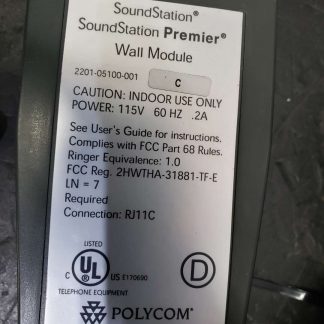 SoundStation®
SoundStation Premier®
Wall Module
2201-05100-001 C
CAUTION: INDOOR USE ONLY
POWER: 115V 60 HZ .2A
See User's Guide for instructions.
Complies with FCC Part 68 Rules.
Ringer Equivalence: 1.0
FCC Reg. 2HWTHA-31881-TF-E
LN = 7
Required
Connection: RJ11C
LISTED
C UL US E170690 D
TELEPHONE EQUIPMENT
POLYCOM®